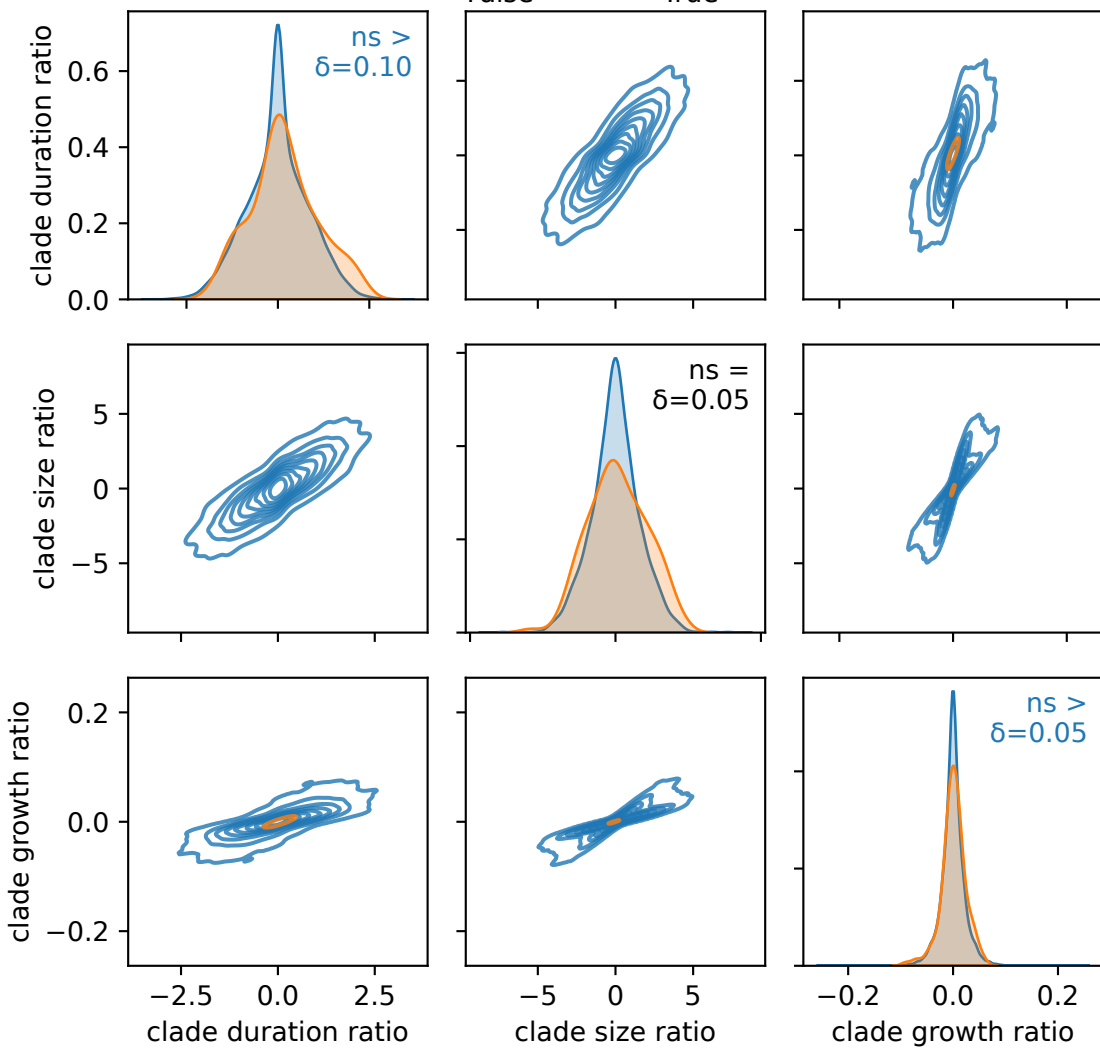 clade duration ratio
0.6
0.4
0.2
0.0
ns >
δ=0.10
clade size ratio
5
0
−5
ns =
δ=0.05
clade growth ratio
0.2
0.0
−0.2
ns >
δ=0.05
−2.5
0.0
2.5
−5
0
5
−0.2
0.0
0.2
clade duration ratio
clade size ratio
clade growth ratio